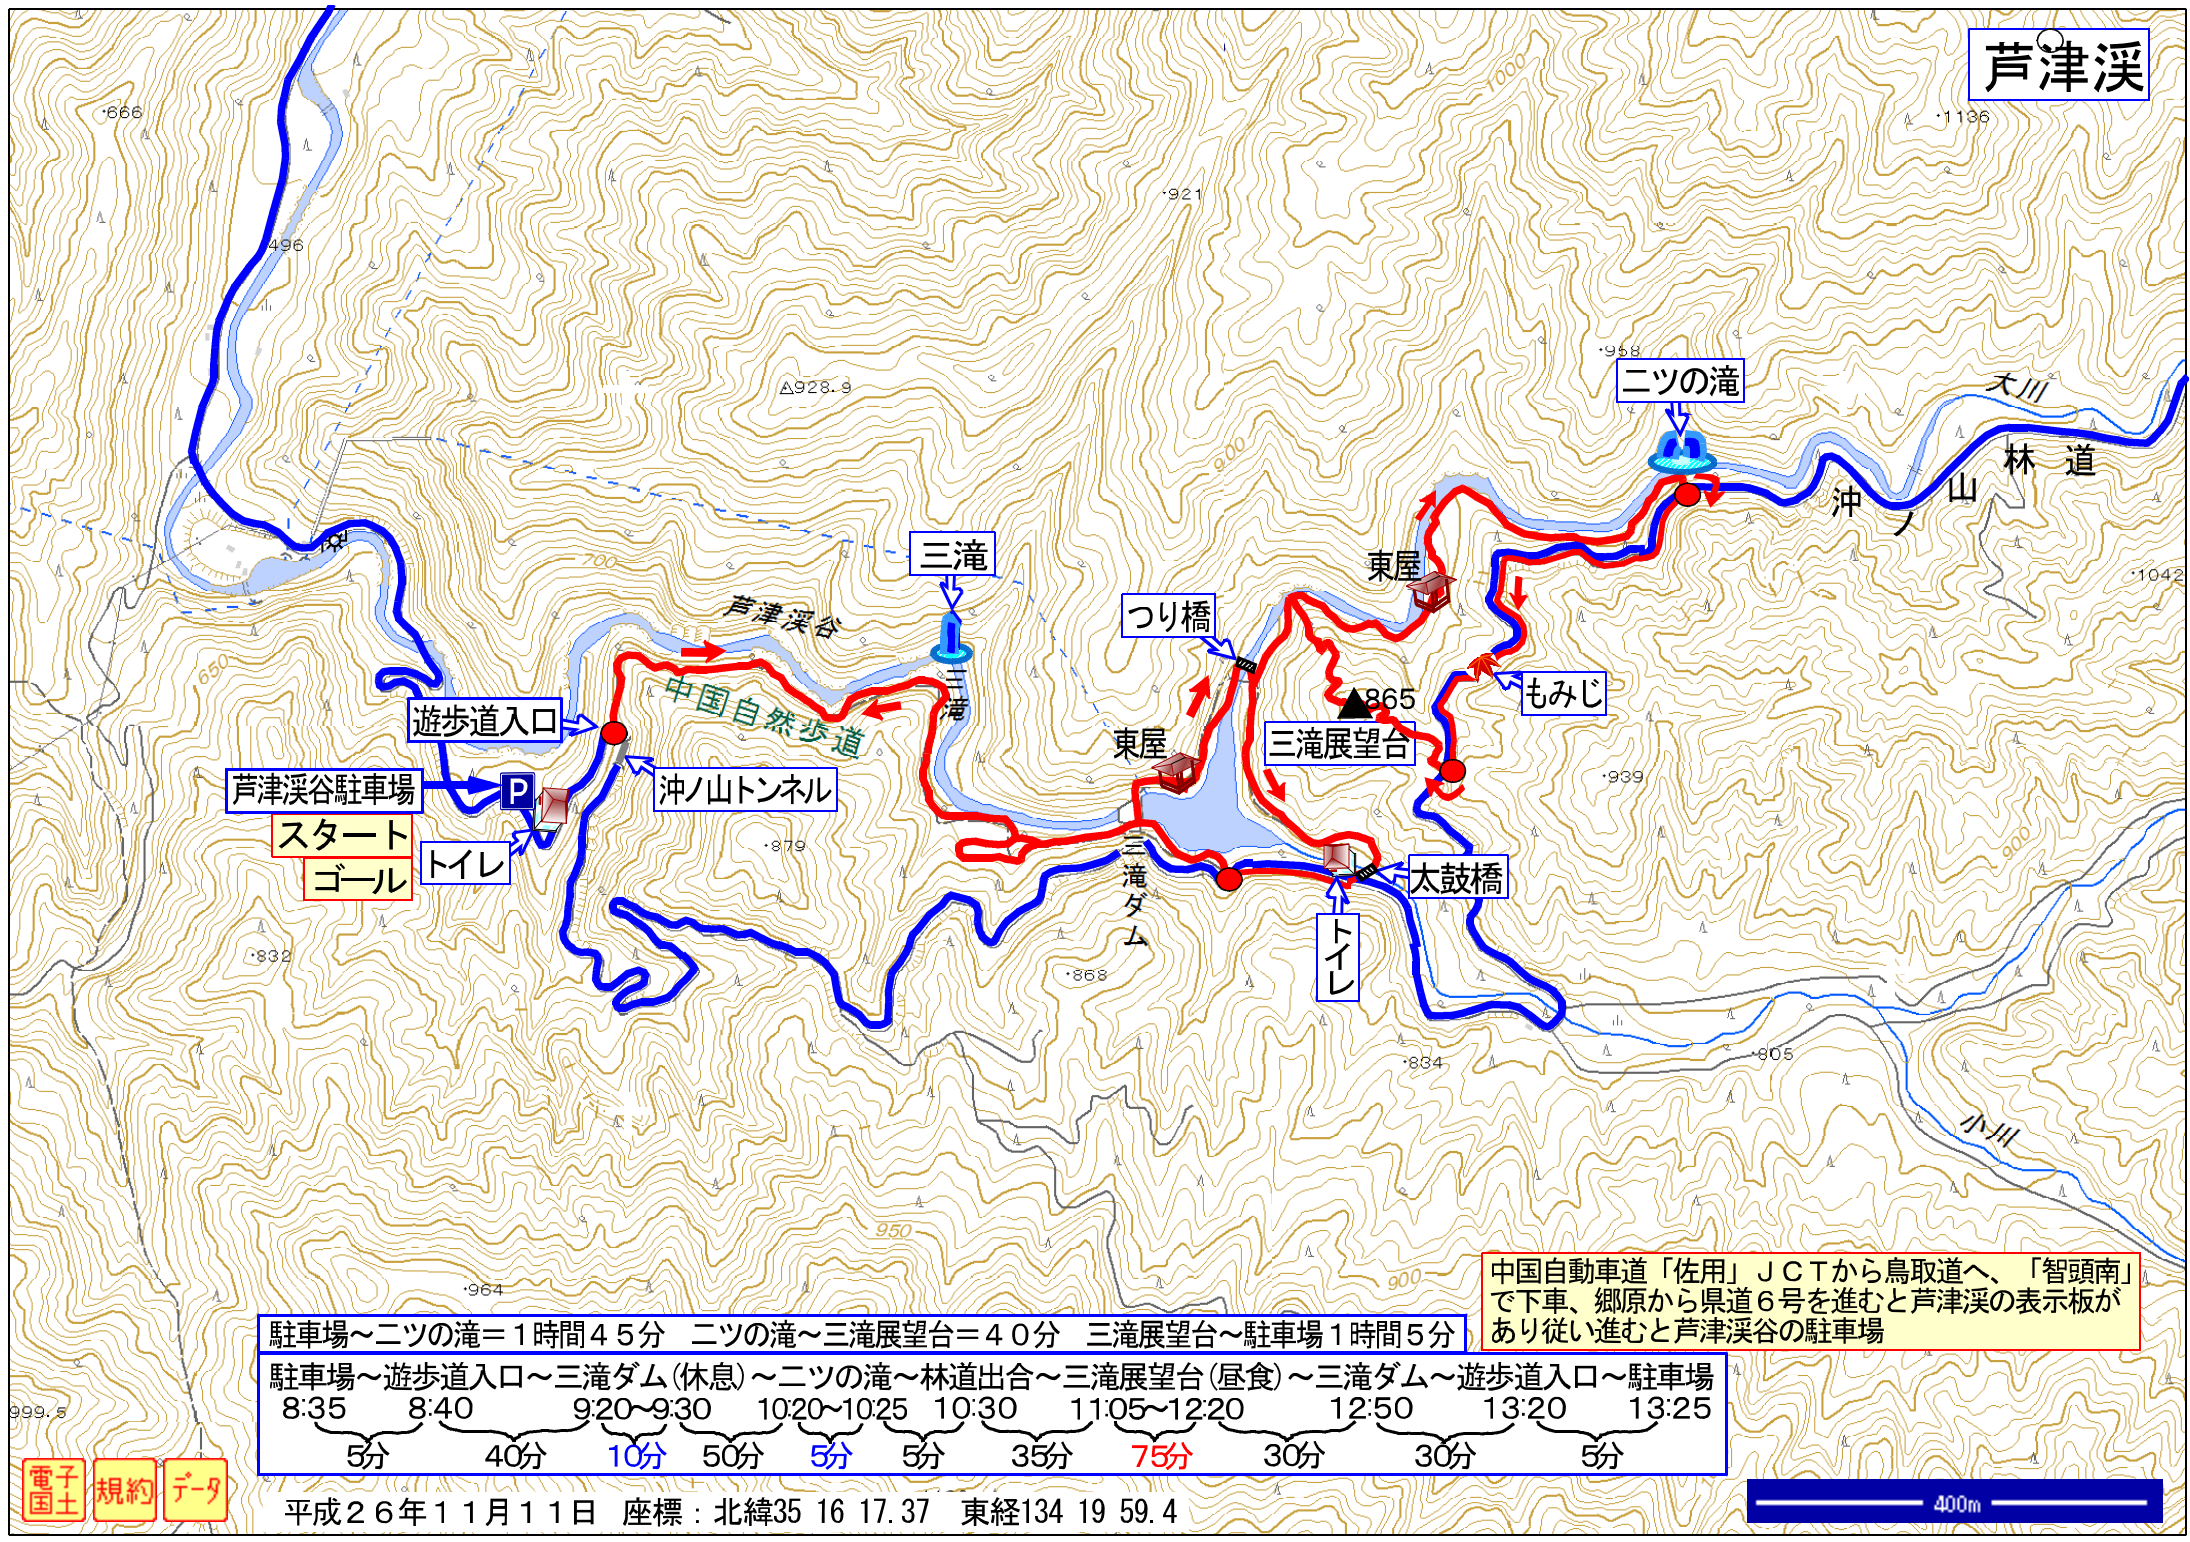 芦津渓
666
1000
1136
921
496
958
928.9
二ツの滝
大川
900
林道
沖ノ山
三滝
700
東屋
1042
芦津渓谷
つり橋
650
三滝
中国自然歩道
865
もみじ
遊歩道入口
三滝展望台
東屋
939
芦津渓谷駐車場
沖ノ山トンネル
P
スタート
879
三滝ダム
900
トイレ
ゴール
太鼓橋
トイレ
832
868
834
805
小川
950
964
900
中国自動車道「佐用」ＪＣＴから鳥取道へ、「智頭南」
で下車、郷原から県道６号を進むと芦津渓の表示板が
あり従い進むと芦津渓谷の駐車場
駐車場～二ツの滝＝１時間４５分　二ツの滝～三滝展望台＝４０分　三滝展望台～駐車場１時間５分
駐車場～遊歩道入口～三滝ダム(休息)～二ツの滝～林道出合～三滝展望台(昼食)～三滝ダム～遊歩道入口～駐車場
8:35 8:40 9:20～9:30 10:20～10:25 10:30 11:05～12:20 12:50 13:20 13:25
5分 40分 10分 50分 5分 5分 35分 75分 30分 30分 5分
999.5
電子国土
規約
データ
平成２６年１１月１１日　座標：北緯35 16 17.37　東経134 19 59.4
400m